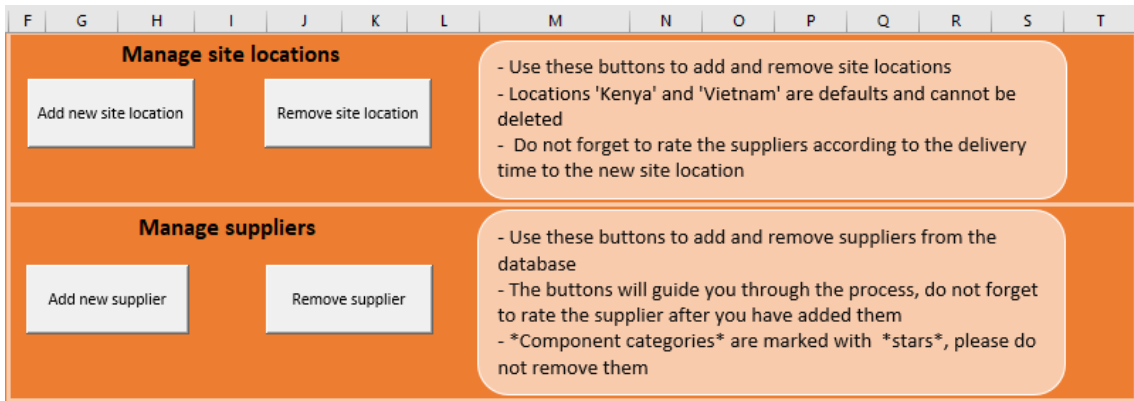 F G H I J K L M N O P Q R S T
Manage site locations
Add new site location
Remove site location
- Use these buttons to add and remove site locations
- Locations 'Kenya' and 'Vietnam' are defaults and cannot be
deleted
-  Do not forget to rate the suppliers according to the delivery
time to the new site location
Manage suppliers
Add new supplier
Remove supplier
- Use these buttons to add and remove suppliers from the
database
- The buttons will guide you through the process, do not forget
to rate the supplier after you have added them
- *Component categories* are marked with  *stars*, please do
not remove them